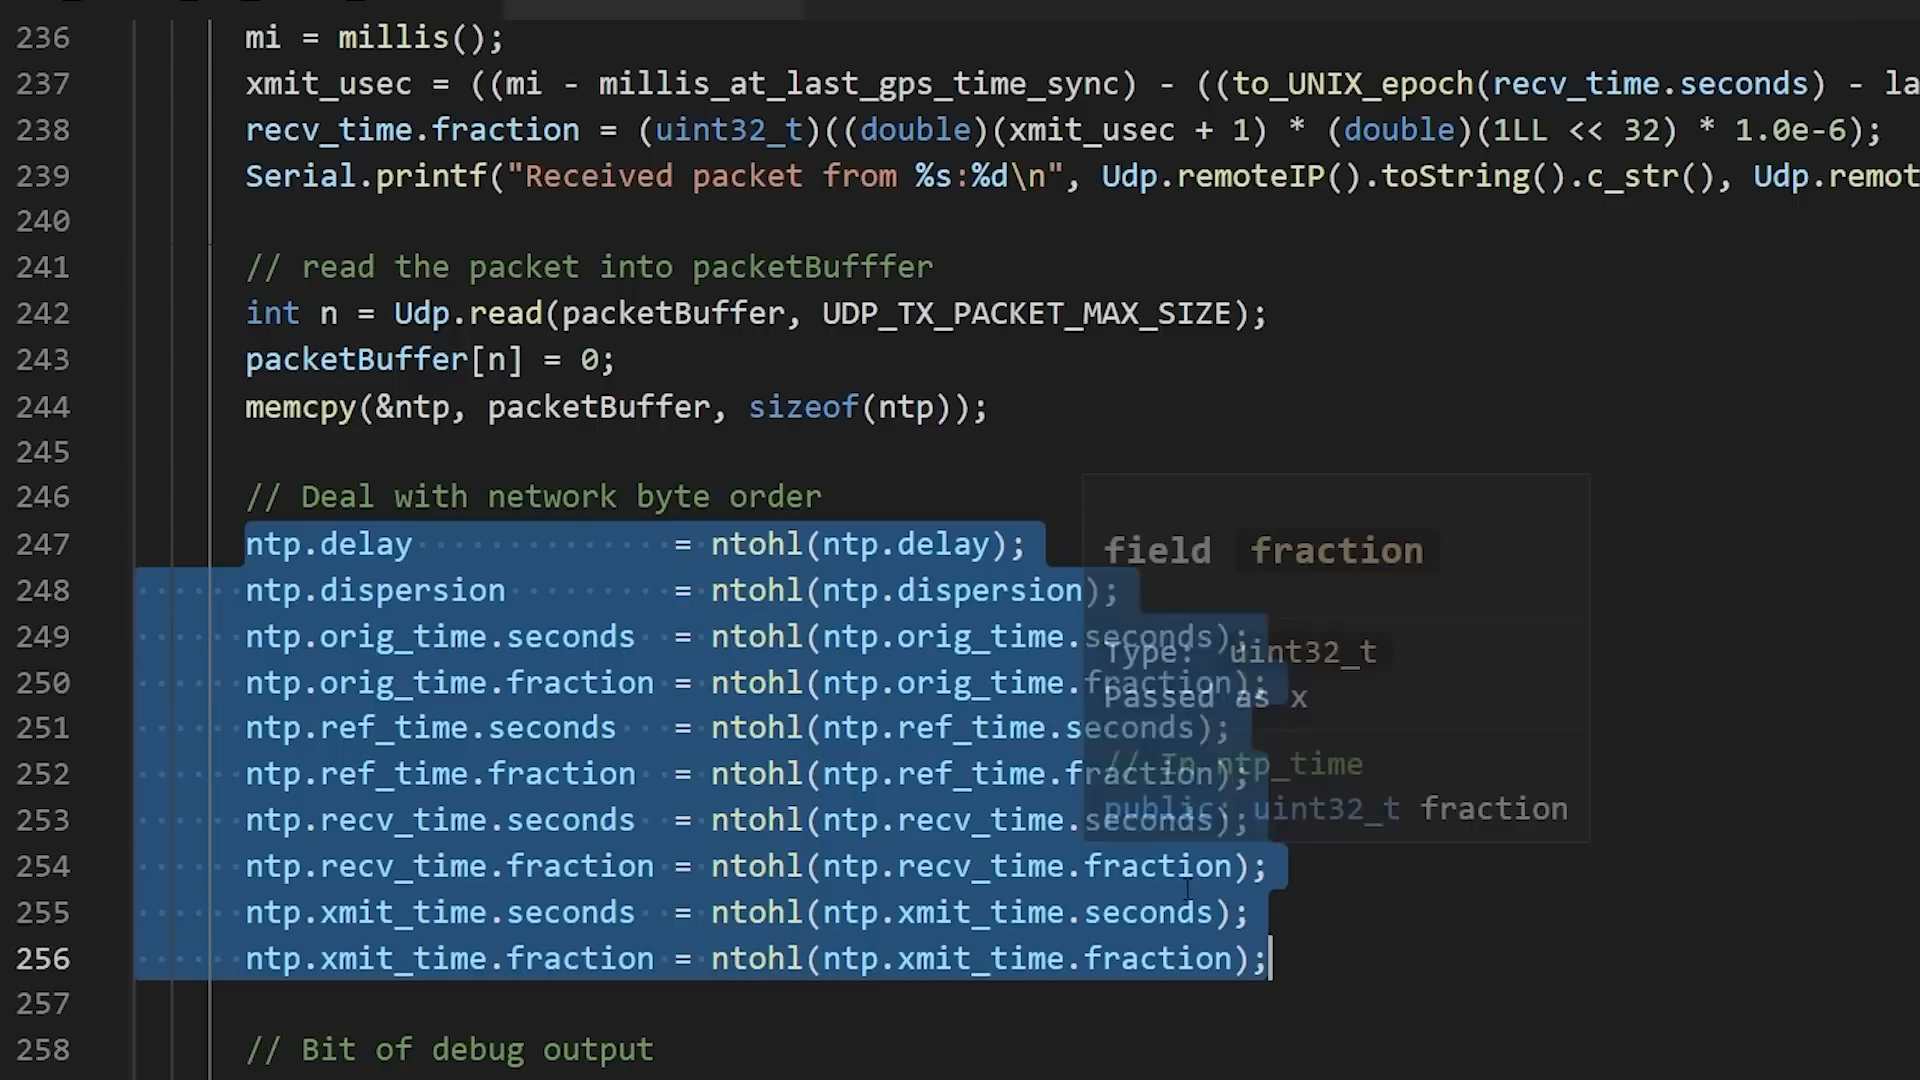 236 mi = millis();
237 xmit_usec = ((mi - millis_at_last_gps_time_sync) - ((to_UNIX_epoch(recv_time.seconds) - la
238 recv_time.fraction = (uint32_t)((double)(xmit_usec + 1) * (double)(1LL << 32) * 1.0e-6);
239 Serial.printf("Received packet from %s:%d\n", Udp.remoteIP().toString().c_str(), Udp.remot
240
241 // read the packet into packetBufffer
242 int n = Udp.read(packetBuffer, UDP_TX_PACKET_MAX_SIZE);
243 packetBuffer[n] = 0;
244 memcpy(&ntp, packetBuffer, sizeof(ntp));
245
246 // Deal with network byte order
247 ntp.delay = ntohl(ntp.delay);
248 ntp.dispersion = ntohl(ntp.dispersion);
249 ntp.orig_time.seconds = ntohl(ntp.orig_time.seconds);
250 ntp.orig_time.fraction = ntohl(ntp.orig_time.fraction);
251 ntp.ref_time.seconds = ntohl(ntp.ref_time.seconds);
252 ntp.ref_time.fraction = ntohl(ntp.ref_time.fraction);
253 ntp.recv_time.seconds = ntohl(ntp.recv_time.seconds);
254 ntp.recv_time.fraction = ntohl(ntp.recv_time.fraction);
255 ntp.xmit_time.seconds = ntohl(ntp.xmit_time.seconds);
256 ntp.xmit_time.fraction = ntohl(ntp.xmit_time.fraction);
257
258 // Bit of debug output
field fraction
Type: uint32_t
Passed as x
// In ntp_time
public: uint32_t fraction